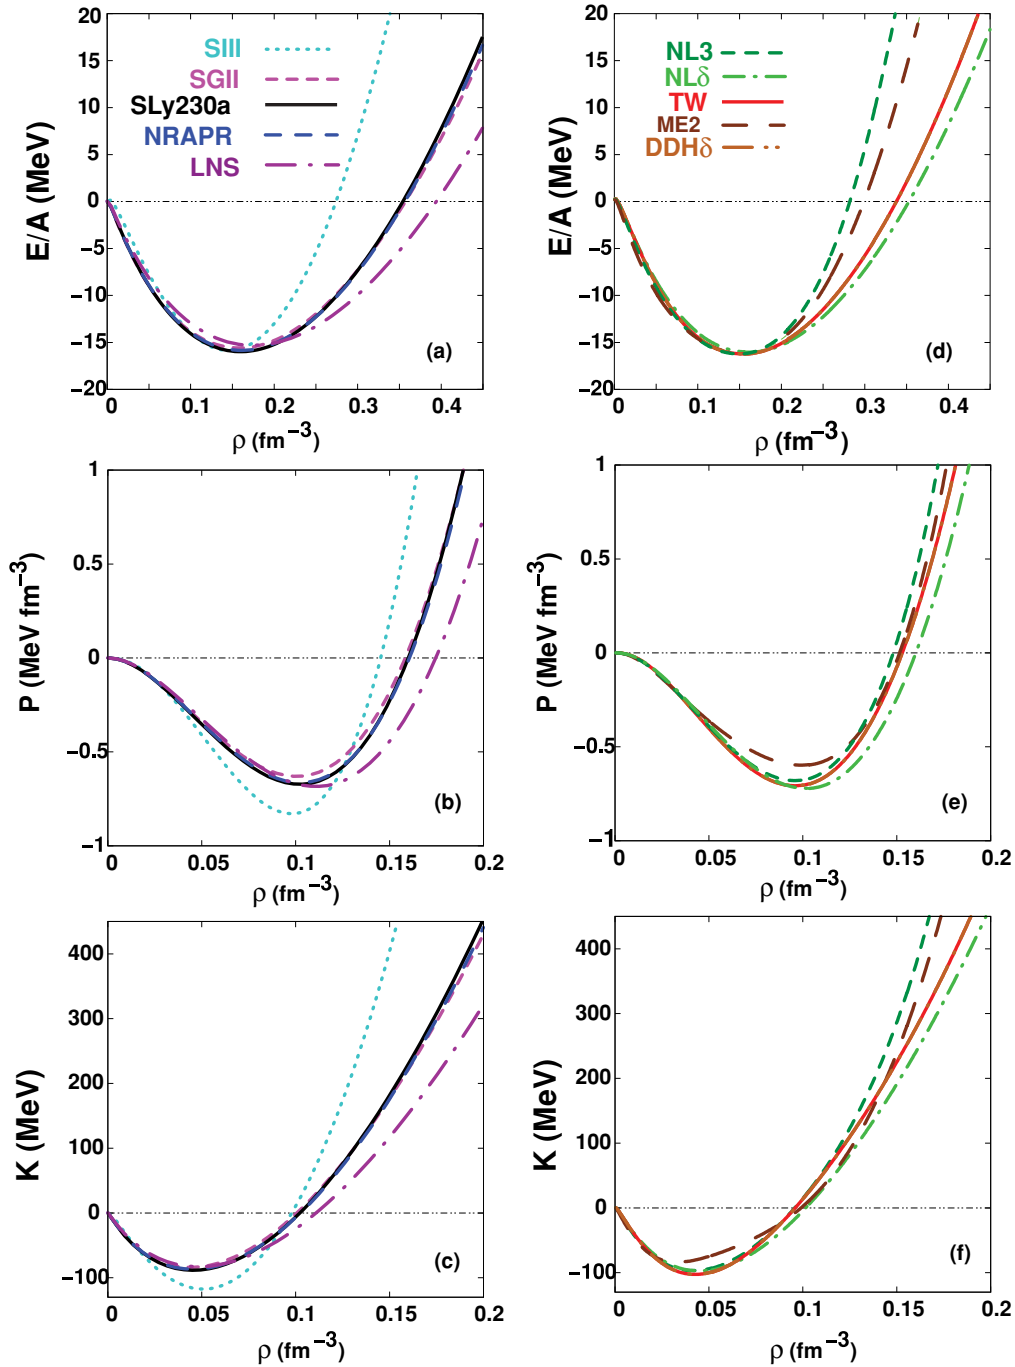 20
15
10
5
0
−5
−10
−15
−20
E/A (MeV)
SIII
SGII
SLy230a
NRAPR
LNS
(a)
0 0.1 0.2 0.3 0.4
ρ (fm−3)
20
15
10
5
0
−5
−10
−15
−20
E/A (MeV)
NL3
NLδ
TW
ME2
DDHδ
(d)
0 0.1 0.2 0.3 0.4
ρ (fm−3)
1
0.5
0
−0.5
−1
P (MeV fm−3)
(b)
0 0.05 0.1 0.15 0.2
ρ (fm−3)
1
0.5
0
−0.5
−1
P (MeV fm−3)
(e)
0 0.05 0.1 0.15 0.2
ρ (fm−3)
400
300
200
100
0
−100
K (MeV)
(c)
0 0.05 0.1 0.15 0.2
ρ (fm−3)
400
300
200
100
0
−100
K (MeV)
(f)
0 0.05 0.1 0.15 0.2
ρ (fm−3)